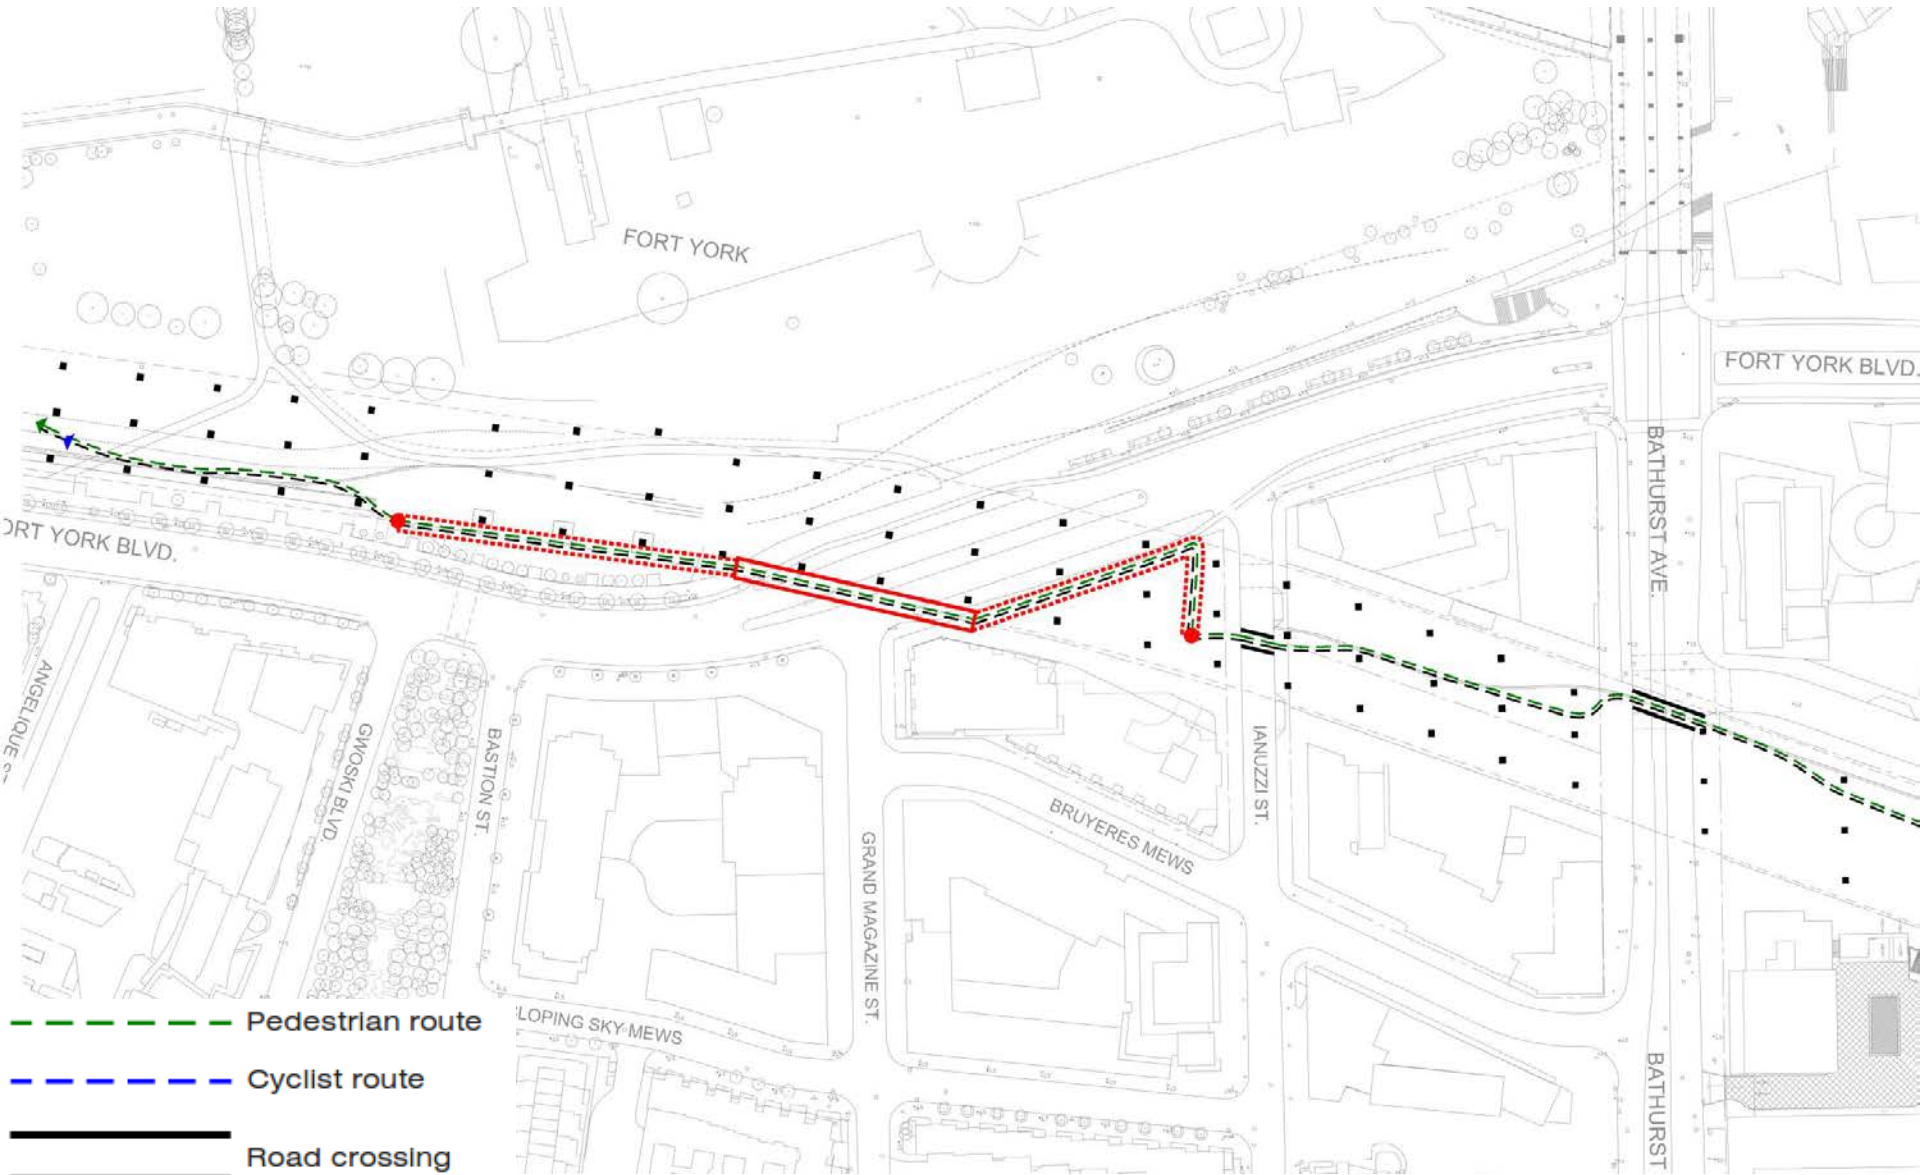 FORT YORK
FORT YORK BLVD.
BATHURST AVE.
ORT YORK BLVD.
ANGELIQUE ST.
GWOSKI BLVD.
BASTION ST.
IANUZZI ST.
BRUYERES MEWS
GRAND MAGAZINE ST.
LOPING SKY MEWS
BATHURST
Pedestrian route
Cyclist route
Road crossing